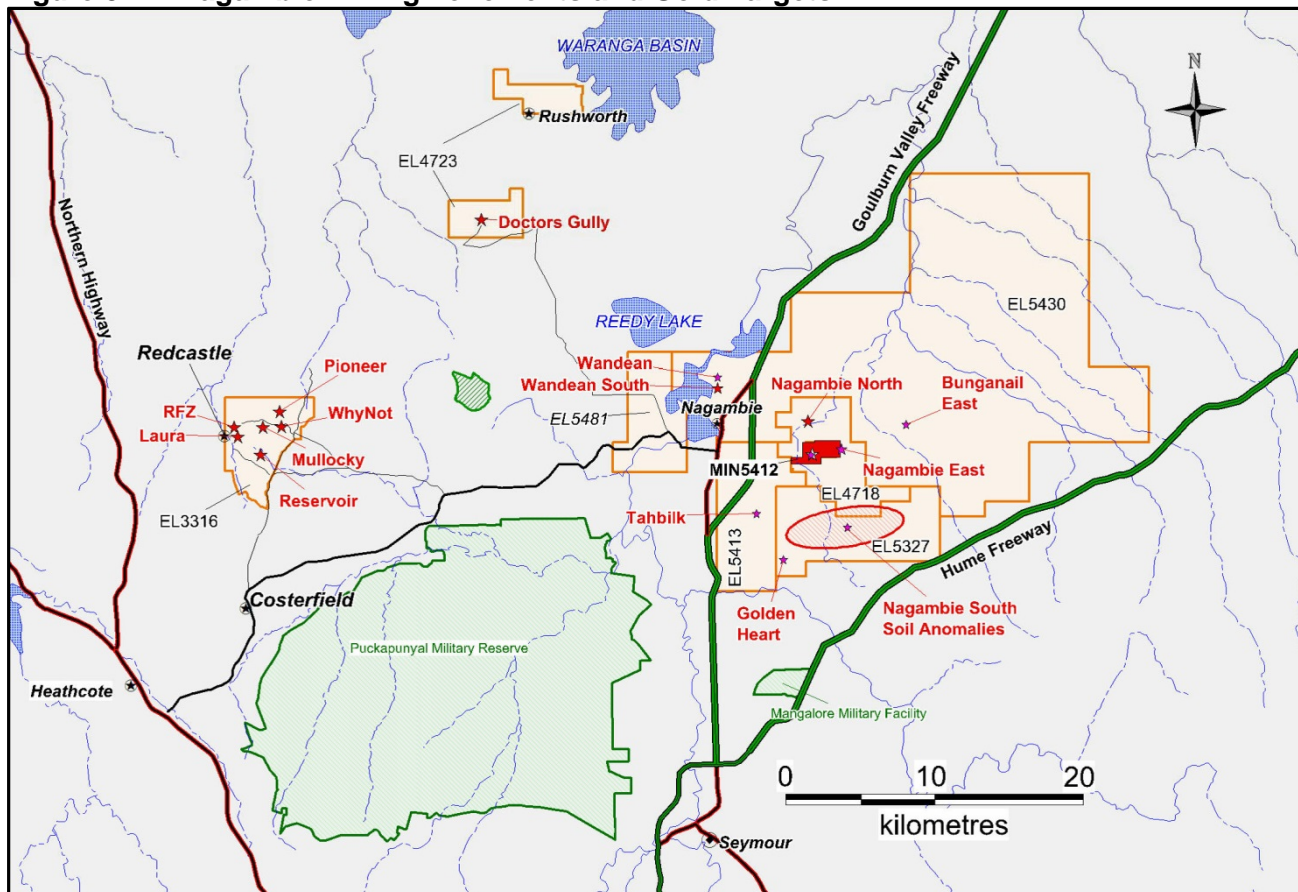 WARANGA BASIN
N
Goulburn Valley Freeway
Rushworth
EL4723
Northern Highway
Doctors Gully
EL5430
REEDY LAKE
Redcastle
Pioneer
Wandean
Wandean South
Nagambie North
Bunganail
East
RFZ
WhyNot
EL5481
Nagambie
Laura
Mullocky
MIN5412
Nagambie East
Reservoir
EL4718
EL3316
Tahbilk
EL5327
Hume Freeway
EL5413
Costerfield
Golden
Heart
Nagambie South
Soil Anomalies
Puckapunyal Military Reserve
Heathcote
Mangalore Military Facility
0 10 20
kilometres
Seymour